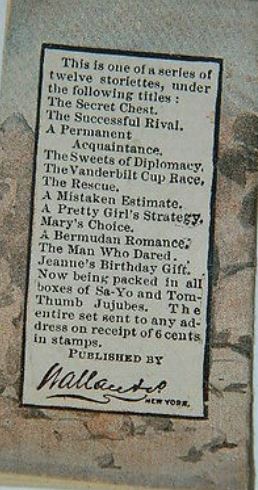 This is one of a series of
twelve storiettes, under
the following titles :
The Secret Chest.
The Successful Rival.
A Permanent
Acquaintance.
The Sweets of Diplomacy.
The Vanderbilt Cup Race.
The Rescue.
A Mistaken Estimate.
A Pretty Girl's Strategy.
Mary's Choice.
A Bermudan Romance.
The Man Who Dared.
Jeanne's Birthday Gift.
Now being packed in all
boxes of Sa-Yo and Tom-
Thumb Jujubes. The
entire set sent to any ad-
dress on receipt of 6 cents
in stamps.
PUBLISHED BY
NEW YORK.